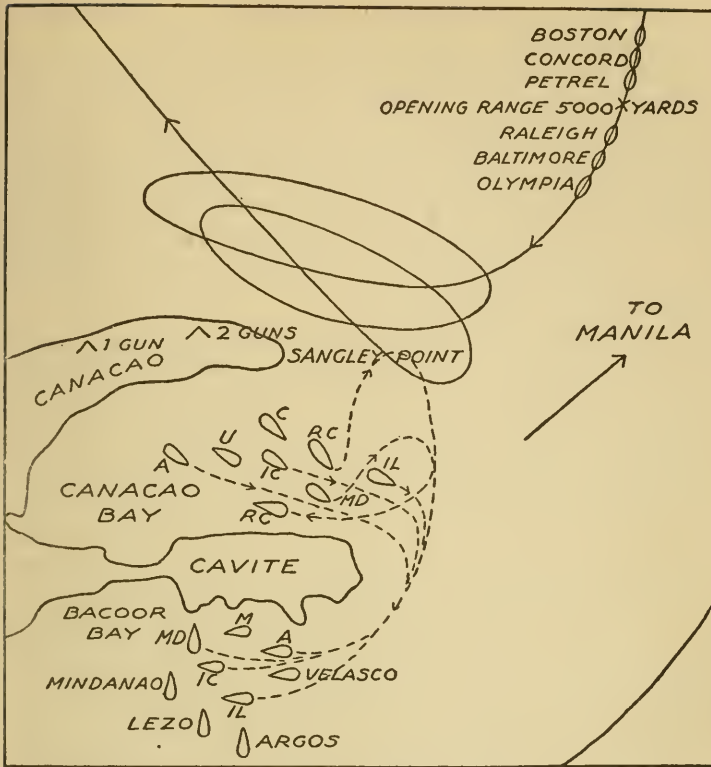 BOSTON
CONCORD
PETREL
OPENING RANGE 5000 YARDS
RALEIGH
BALTIMORE
OLYMPIA
TO
MANILA
1 GUN
2 GUNS
CANACAO
SANGLEY POINT
C
U
RC
A
IC
IL
MD
CANACAO
BAY
RC
CAVITE
BACOOR
BAY
M
MD
A
IC
VELASCO
MINDANAO
IL
LEZO
ARGOS